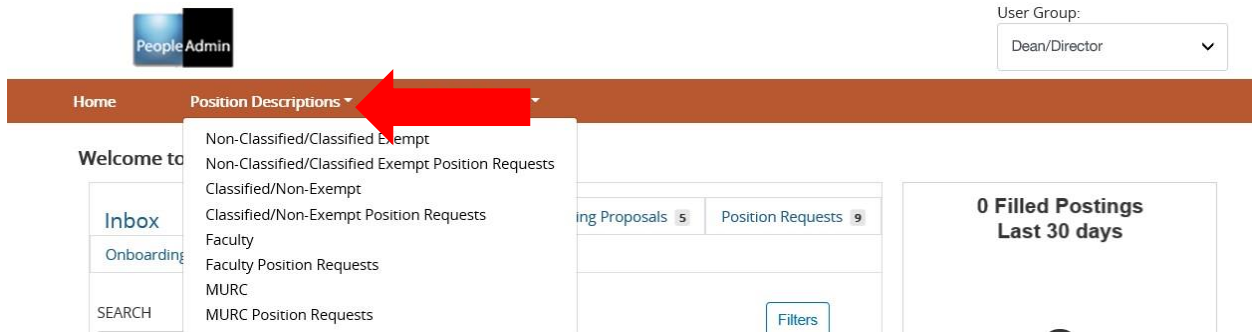 User Group:
PeopleAdmin
Dean/Director
Home Position Descriptions
Welcome to
Non-Classified/Classified Exempt
Non-Classified/Classified Exempt Position Requests
Classified/Non-Exempt
Classified/Non-Exempt Position Requests
Faculty
Faculty Position Requests
MURC
MURC Position Requests
Inbox
ing Proposals 5 Position Requests 9
Onboarding
SEARCH
Filters
0 Filled Postings
Last 30 days